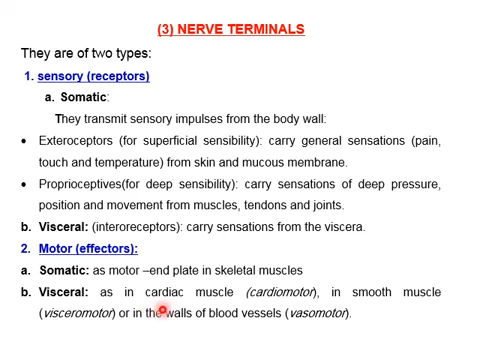 (3) NERVE TERMINALS
They are of two types:
1. sensory (receptors)
a. Somatic:
They transmit sensory impulses from the body wall:
• Exteroceptors (for superficial sensibility): carry general sensations (pain,
touch and temperature) from skin and mucous membrane.
• Proprioceptives(for deep sensibility): carry sensations of deep pressure,
position and movement from muscles, tendons and joints.
b. Visceral: (interoreceptors): carry sensations from the viscera.
2. Motor (effectors):
a. Somatic: as motor –end plate in skeletal muscles
b. Visceral: as in cardiac muscle (cardiomotor), in smooth muscle
(visceromotor) or in the walls of blood vessels (vasomotor).